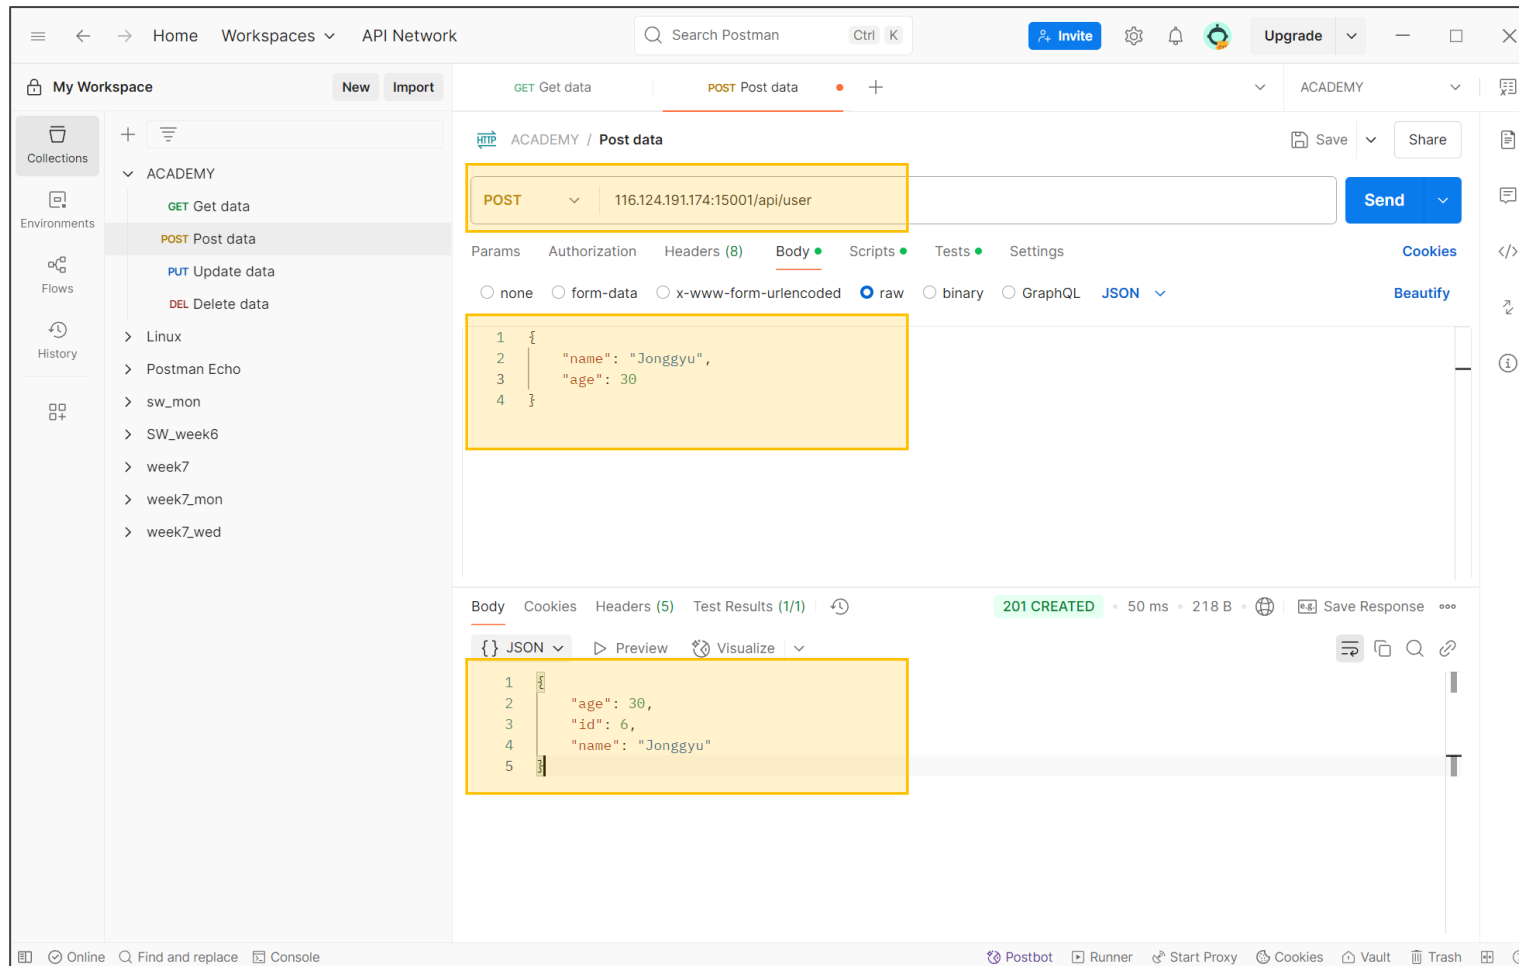 Home Workspaces API Network Search Postman Ctrl K Invite Upgrade
My Workspace New Import GET Get data POST Post data ACADEMY
Collections
Environments
Flows
History
ACADEMY
GET Get data
POST Post data
PUT Update data
DEL Delete data
Linux
Postman Echo
sw_mon
SW_week6
week7
week7_mon
week7_wed
HTTP ACADEMY / Post data Save Share
POST 116.124.191.174:15001/api/user Send
Params Authorization Headers (8) Body Scripts Tests Settings Cookies
none form-data x-www-form-urlencoded raw binary GraphQL JSON Beautify
1 {
2 "name": "Jonggyu",
3 "age": 30
4 }
Body Cookies Headers (5) Test Results (1/1) 201 CREATED 50 ms 218 B e.g. Save Response
{} JSON Preview Visualize
1 {
2 "age": 30,
3 "id": 6,
4 "name": "Jonggyu"
5 }
Online Find and replace Console Postbot Runner Start Proxy Cookies Vault Trash